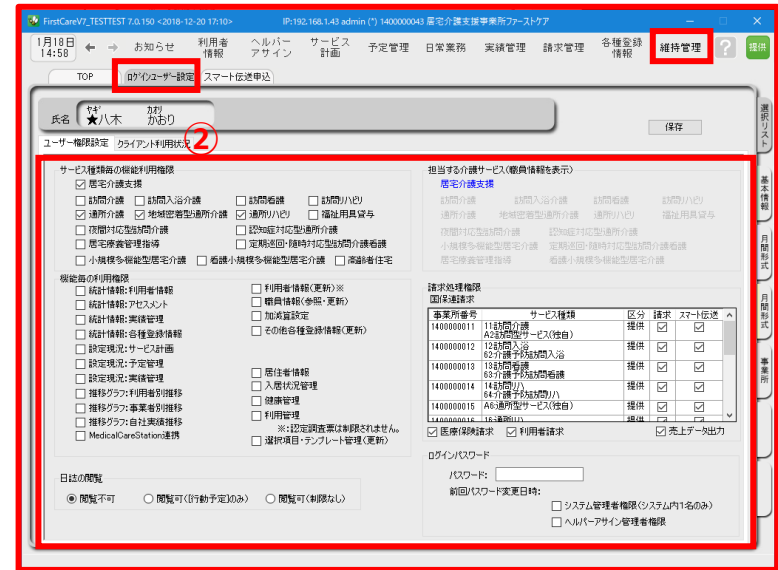 FirstCareV7_TESTTEST 7.0.150 <2018-12-20 17:10> IP:192.168.1.43 admin (*) 1400000043 居宅介護支援事業所ファーストケア
1月18日
14:58
お知らせ 利用者情報 ヘルパーアサイン サービス計画 予定管理 日常業務 実績管理 請求管理 各種登録情報 維持管理 ? 提供
TOP ログインユーザー設定 スマート伝送申込
氏名 ヤギ カオリ
★八木 かおり
保存
ユーザー権限設定 クライアント利用状況
②
サービス種類毎の機能利用権限
居宅介護支援
訪問介護 訪問入浴介護 訪問看護 訪問リハビリ
通所介護 地域密着型通所介護 通所リハビリ 福祉用具貸与
夜間対応型訪問介護 認知症対応型通所介護
居宅療養管理指導 定期巡回・随時対応型訪問介護看護
小規模多機能型居宅介護 看護小規模多機能型居宅介護 高齢者住宅
担当する介護サービス(職員情報を表示)
居宅介護支援
訪問介護 訪問入浴介護 訪問看護 訪問リハビリ
通所介護 地域密着型通所介護 通所リハビリ 福祉用具貸与
夜間対応型訪問介護 認知症対応型通所介護
小規模多機能型居宅介護 定期巡回・随時対応型訪問介護看護
居宅療養管理指導 看護小規模多機能型居宅介護
機能毎の利用権限
統計情報:利用者情報
統計情報:アセスメント
統計情報:実績管理
統計情報:各種登録情報
設定現況:サービス計画
設定現況:予定管理
設定現況:実績管理
推移グラフ:利用者別推移
推移グラフ:事業者別推移
推移グラフ:自社実績推移
MedicalCareStation連携
利用者情報(更新)※
職員情報(参照・更新)
加減算設定
その他各種登録情報(更新)
居住者情報
入居状況管理
健康管理
利用管理
※:認定調査票は制限されません。
選択項目・テンプレート管理(更新)
請求処理権限
国保連請求
事業所番号 サービス種類 区分 請求 スマート伝送
1400000011 11訪問介護
A2訪問型サービス(独自) 提供
1400000012 12訪問入浴
62:介護予防訪問入浴 提供
1400000013 13訪問看護
63:介護予防訪問看護 提供
1400000014 14訪問リハ
64:介護予防訪問リハ 提供
1400000015 A6:通所型サービス(独自) 提供
1400000016 16:通所リハ 提供
医療保険請求 利用者請求 売上データ出力
日誌の閲覧
閲覧不可 閲覧可([行動予定]のみ) 閲覧可(制限なし)
ログインパスワード
パスワード:
前回パスワード変更日時:
システム管理者権限(システム内1名のみ)
ヘルパーアサイン管理者権限
選択リスト
基本情報
月間形式
月間形式
事業所